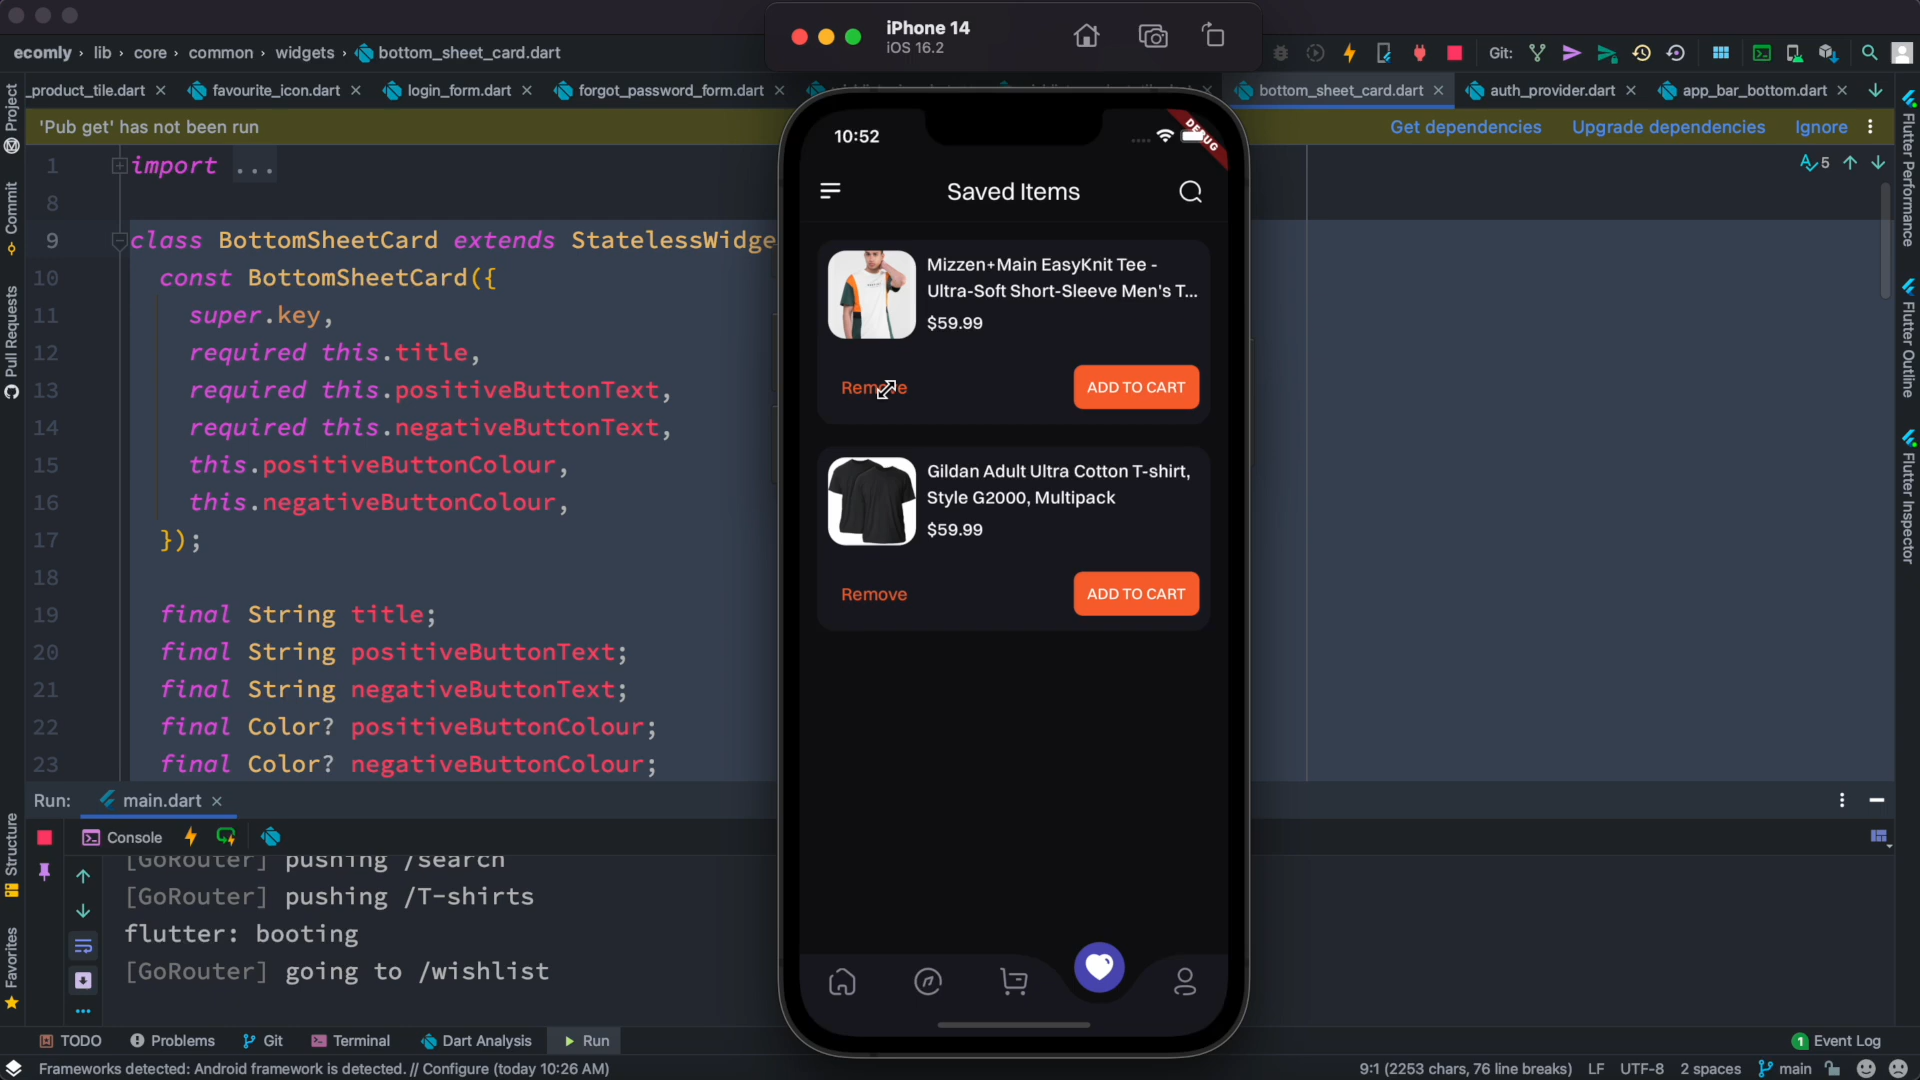 iPhone 14
iOS 16.2
ecomly › lib › core › common › widgets › bottom_sheet_card.dart
Git:
_product_tile.dart
favourite_icon.dart
login_form.dart
forgot_password_form.dart
bottom_sheet_card.dart
auth_provider.dart
app_bar_bottom.dart
'Pub get' has not been run
Get dependencies
Upgrade dependencies
Ignore
Project
Commit
Pull Requests
Structure
Favorites
Flutter Performance
Flutter Outline
Flutter Inspector
5
1 import ...
8
9 class BottomSheetCard extends StatelessWidge
10 const BottomSheetCard({
11 super.key,
12 required this.title,
13 required this.positiveButtonText,
14 required this.negativeButtonText,
15 this.positiveButtonColour,
16 this.negativeButtonColour,
17 });
18
19 final String title;
20 final String positiveButtonText;
21 final String negativeButtonText;
22 final Color? positiveButtonColour;
23 final Color? negativeButtonColour;
10:52
DEBUG
Saved Items
Mizzen+Main EasyKnit Tee -
Ultra-Soft Short-Sleeve Men's T...
$59.99
Remove
ADD TO CART
Gildan Adult Ultra Cotton T-shirt,
Style G2000, Multipack
$59.99
Remove
ADD TO CART
Run:
main.dart
Console
[GoRouter] pushing /search
[GoRouter] pushing /T-shirts
flutter: booting
[GoRouter] going to /wishlist
TODO
Problems
Git
Terminal
Dart Analysis
Run
1 Event Log
Frameworks detected: Android framework is detected. // Configure (today 10:26 AM)
9:1 (2253 chars, 76 line breaks)
LF
UTF-8
2 spaces
main